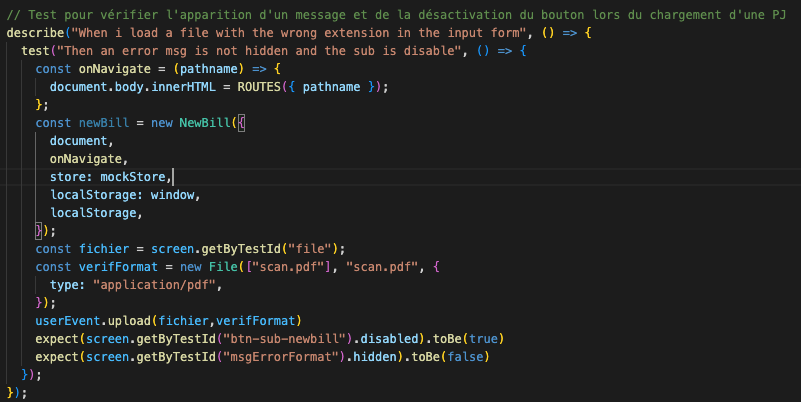 // Test pour vérifier l'apparition d'un message et de la désactivation du bouton lors du chargement d'une PJ
describe("When i load a file with the wrong extension in the input form", () => {
  test("Then an error msg is not hidden and the sub is disable", () => {
    const onNavigate = (pathname) => {
      document.body.innerHTML = ROUTES({ pathname });
    };
    const newBill = new NewBill({
      document,
      onNavigate,
      store: mockStore,
      localStorage: window,
      localStorage,
    });
    const fichier = screen.getByTestId("file");
    const verifFormat = new File(["scan.pdf"], "scan.pdf", {
      type: "application/pdf",
    });
    userEvent.upload(fichier,verifFormat)
    expect(screen.getByTestId("btn-sub-newbill").disabled).toBe(true)
    expect(screen.getByTestId("msgErrorFormat").hidden).toBe(false)
  });
});